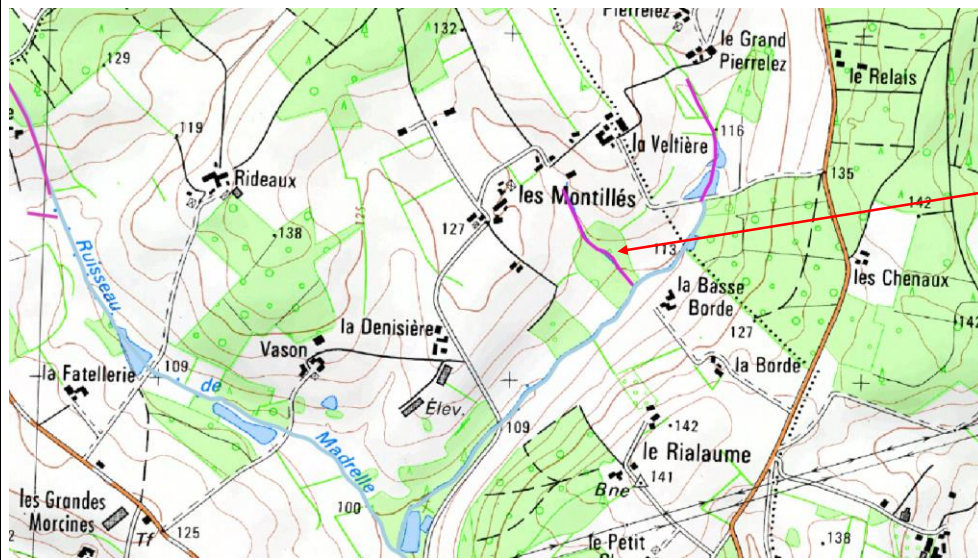 Pierrelez
132
le Grand
Pierrelez
129
le Relais
119
116
la Veltière
Rideaux
135
les Montillés
142
125
127
138
113
Ruisseau
les Chenaux
la Basse
Borde
la Denisière
127
142
Vason
la Borde
109
la Fatellerie
de
Élev.
109
142
Madrelle
le Rialaume
141
Bne
100
les Grandes
Morcines
125
Tf
le Petit
138